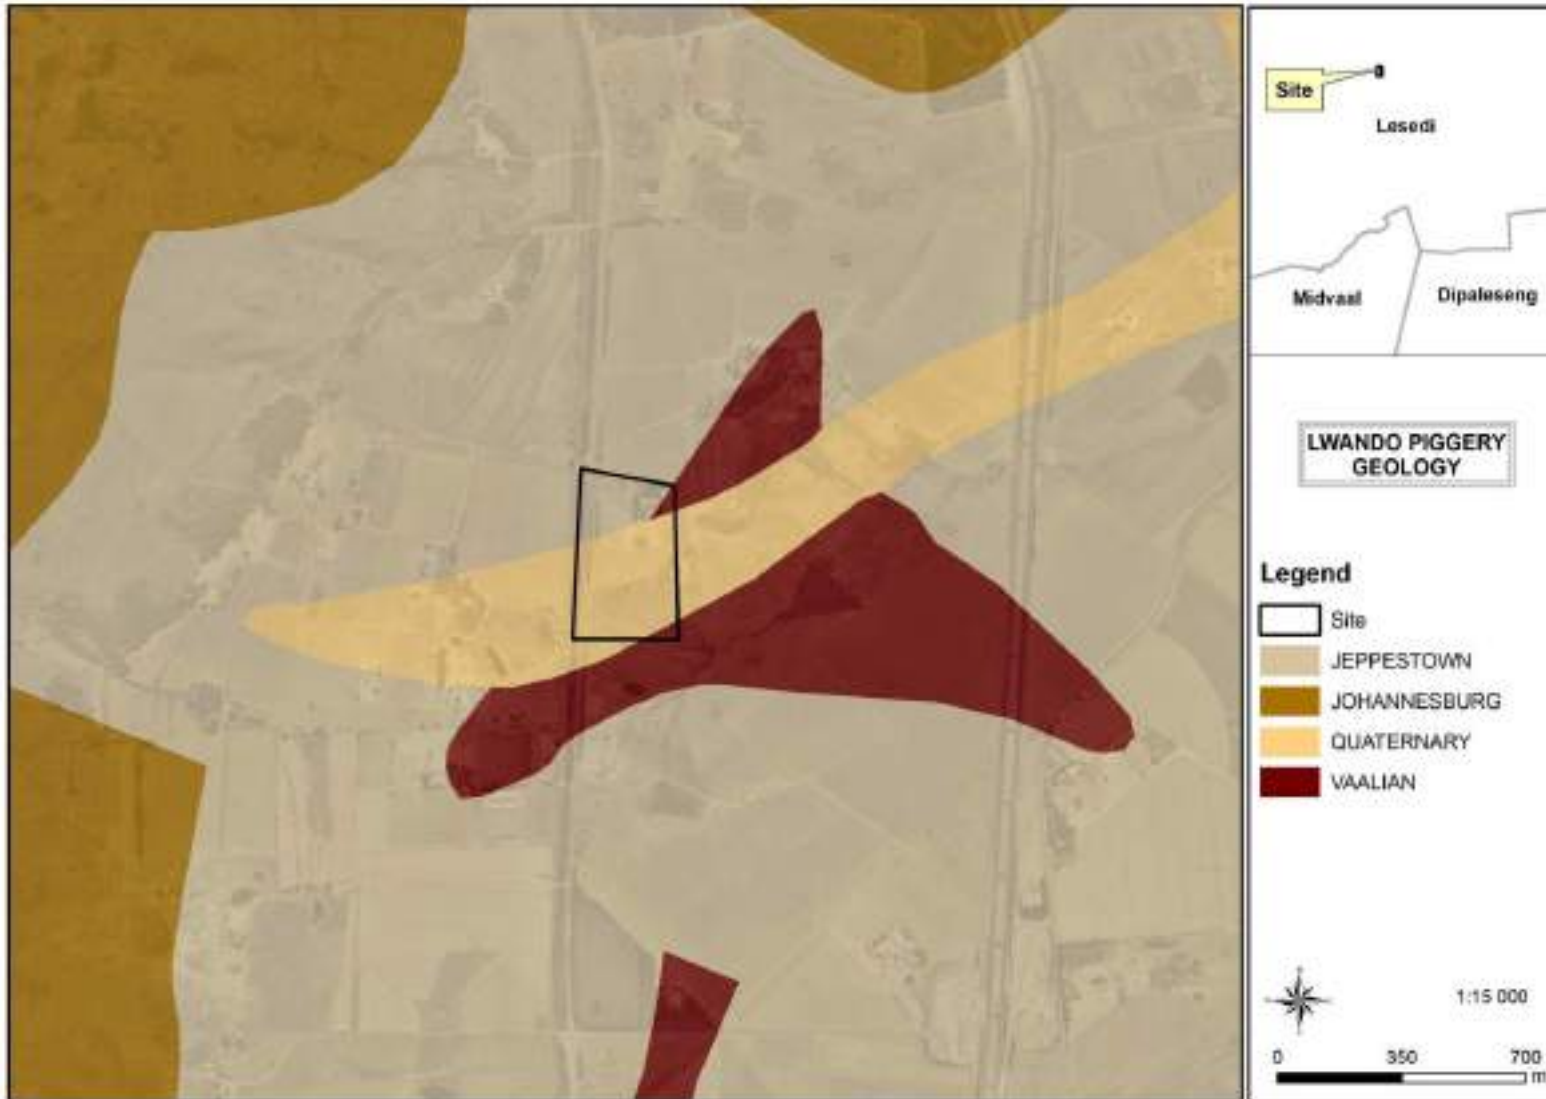 Site
Lesedi
Midvaal
Dipaleseng
LWANDO PIGGERY
GEOLOGY
Legend
Site
JEPPESTOWN
JOHANNESBURG
QUATERNARY
VAALIAN
1:15 000
0 350 700
m